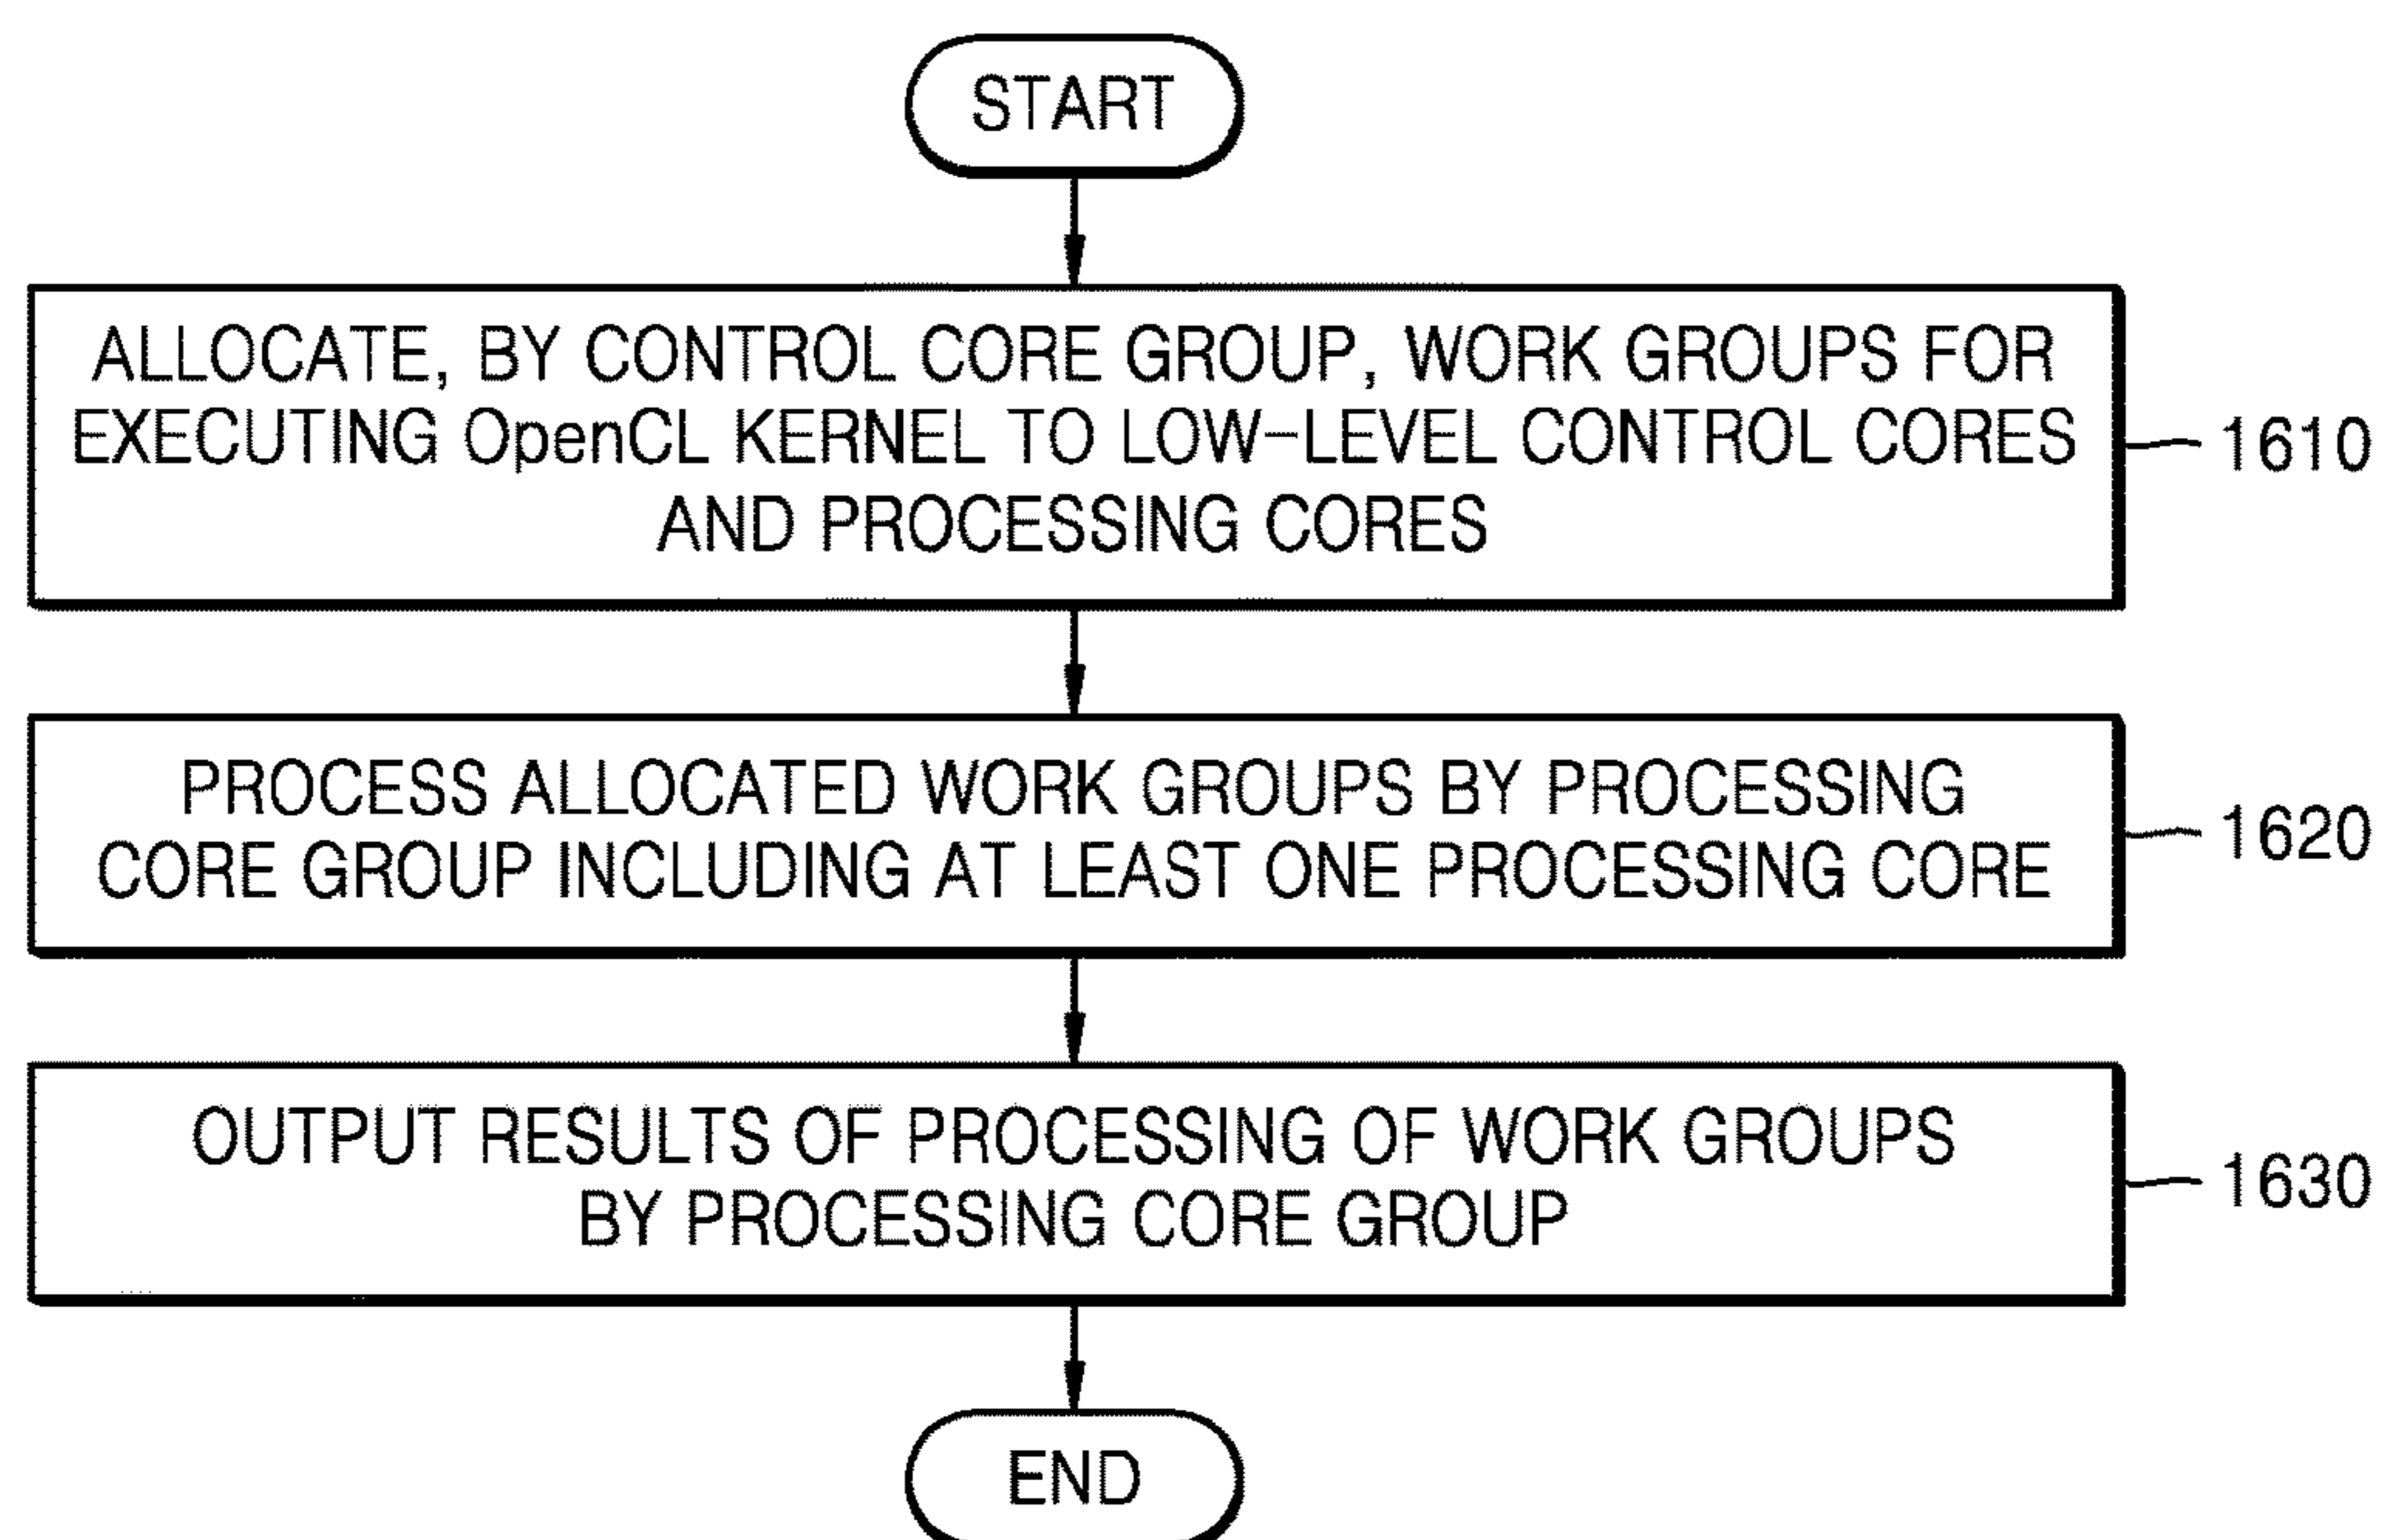 START
ALLOCATE, BY CONTROL CORE GROUP, WORK GROUPS FOR
EXECUTING OpenCL KERNEL TO LOW-LEVEL CONTROL CORES
AND PROCESSING CORES
1610
PROCESS ALLOCATED WORK GROUPS BY PROCESSING
CORE GROUP INCLUDING AT LEAST ONE PROCESSING CORE
1620
OUTPUT RESULTS OF PROCESSING OF WORK GROUPS
BY PROCESSING CORE GROUP
1630
END